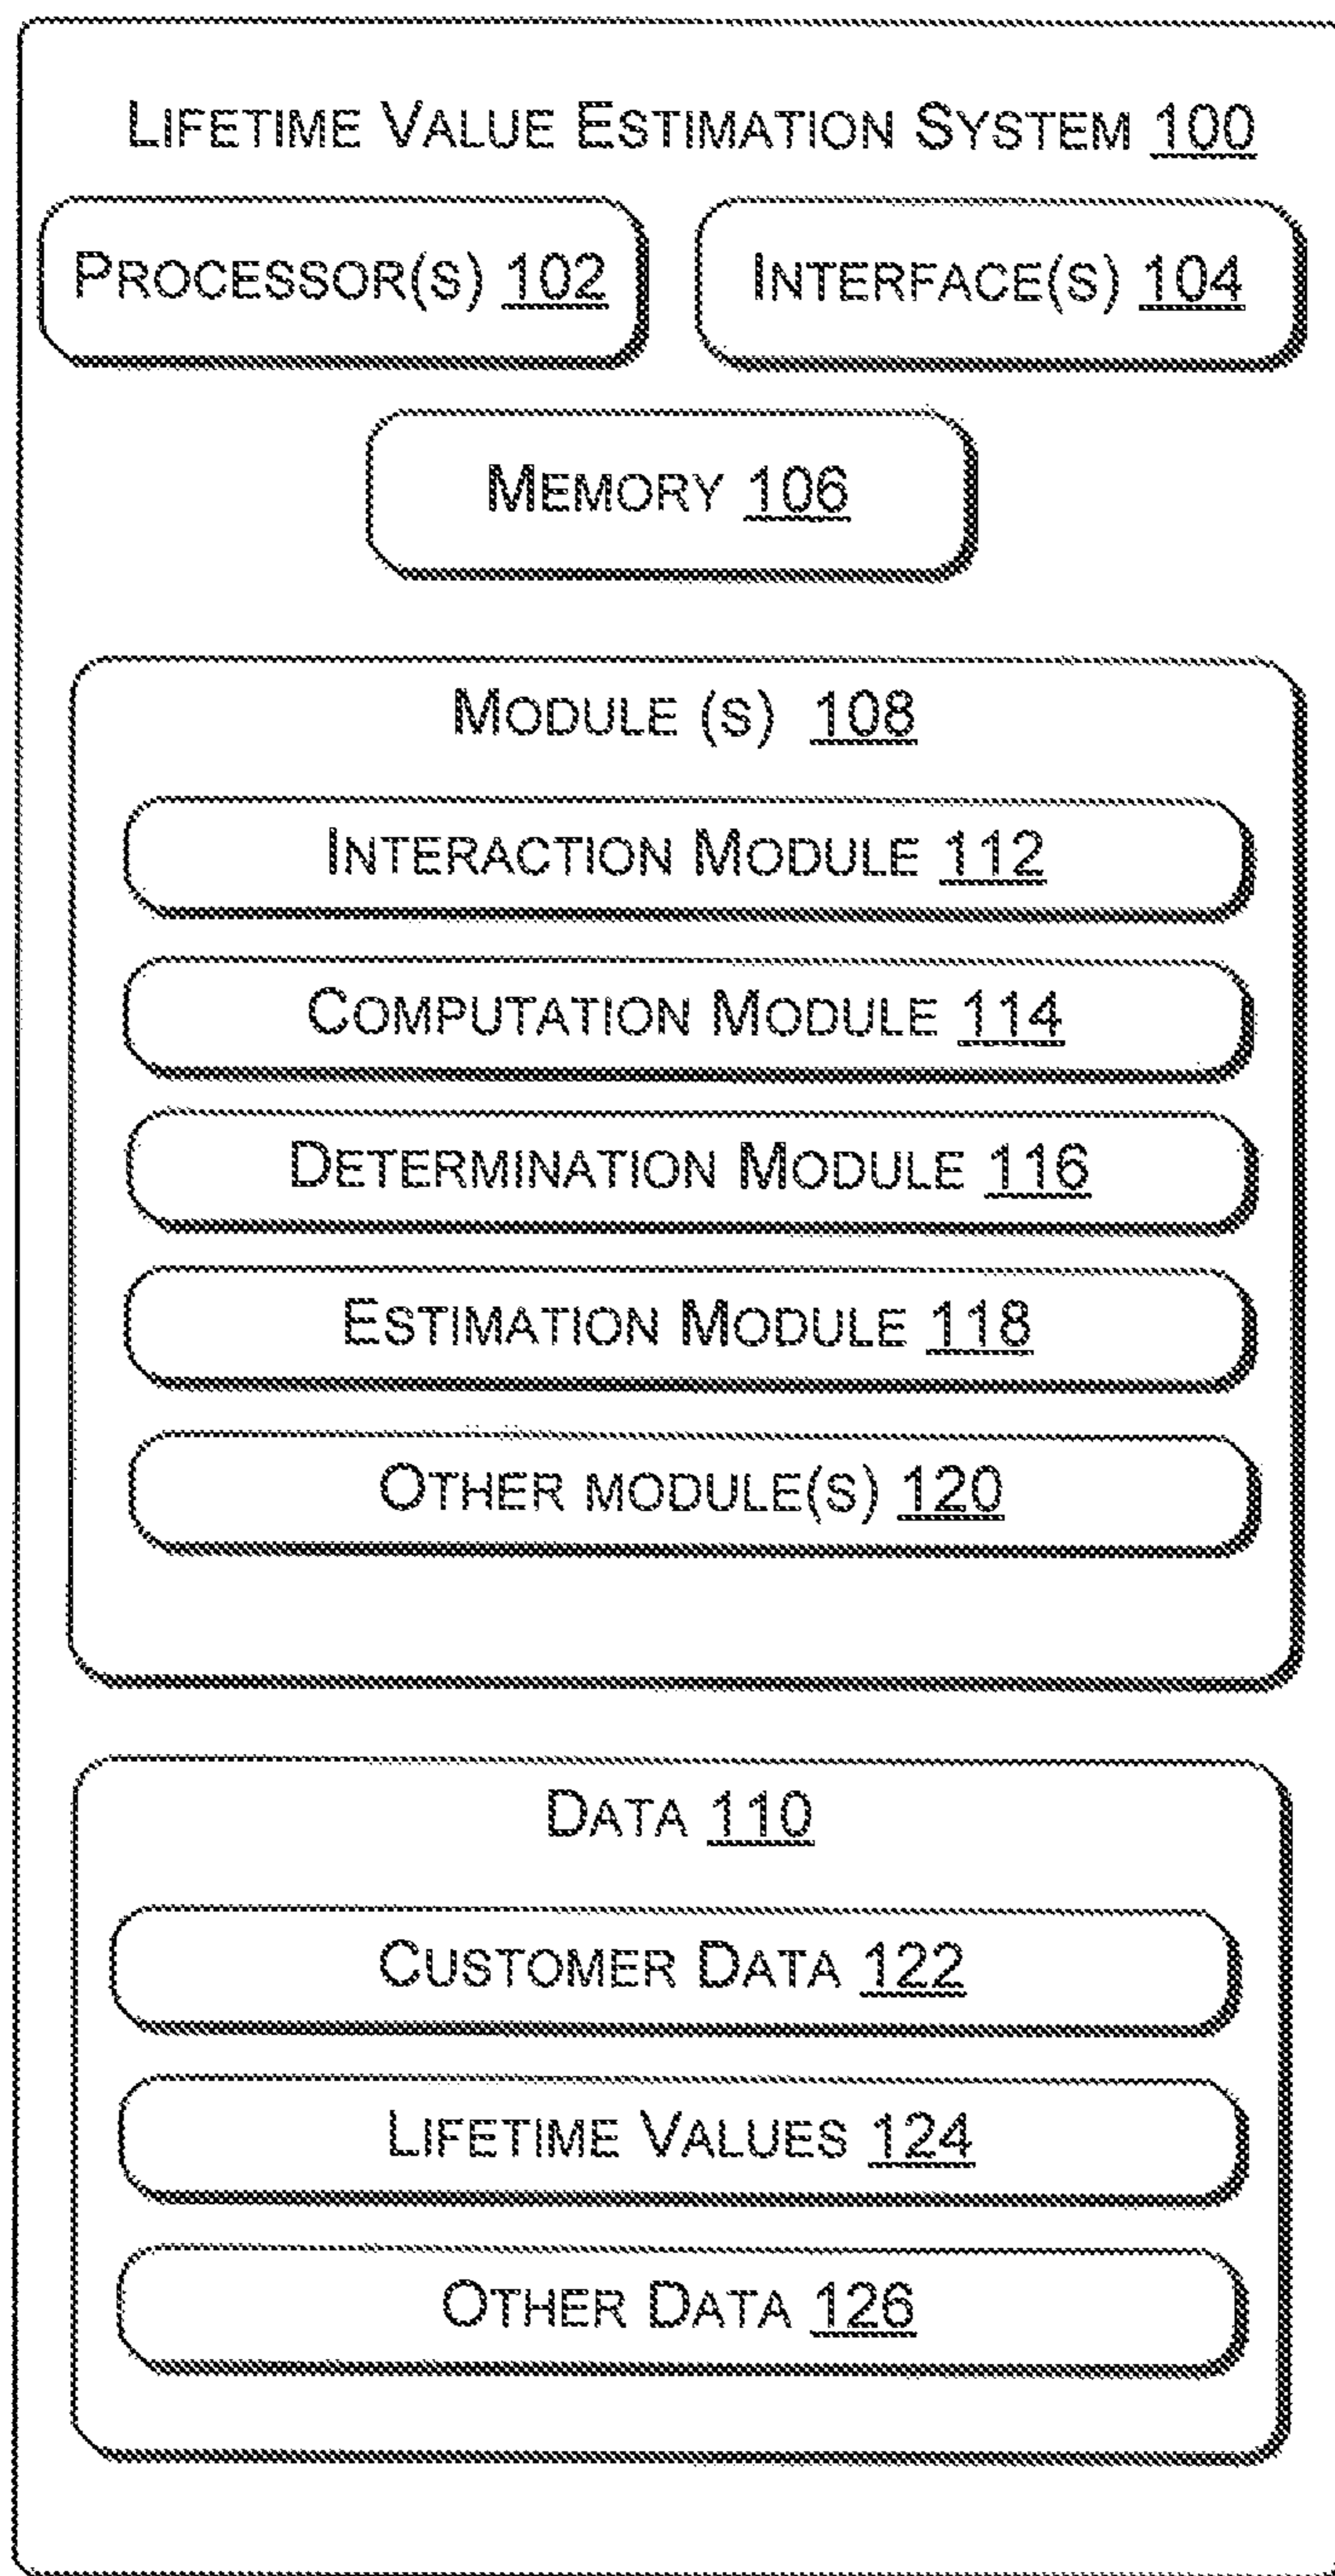 LIFETIME VALUE ESTIMATION SYSTEM 100
PROCESSOR(S) 102
INTERFACE(S) 104
MEMORY 106
MODULE (S) 108
INTERACTION MODULE 112
COMPUTATION MODULE 114
DETERMINATION MODULE 116
ESTIMATION MODULE 118
OTHER MODULE(S) 120
DATA 110
CUSTOMER DATA 122
LIFETIME VALUES 124
OTHER DATA 126